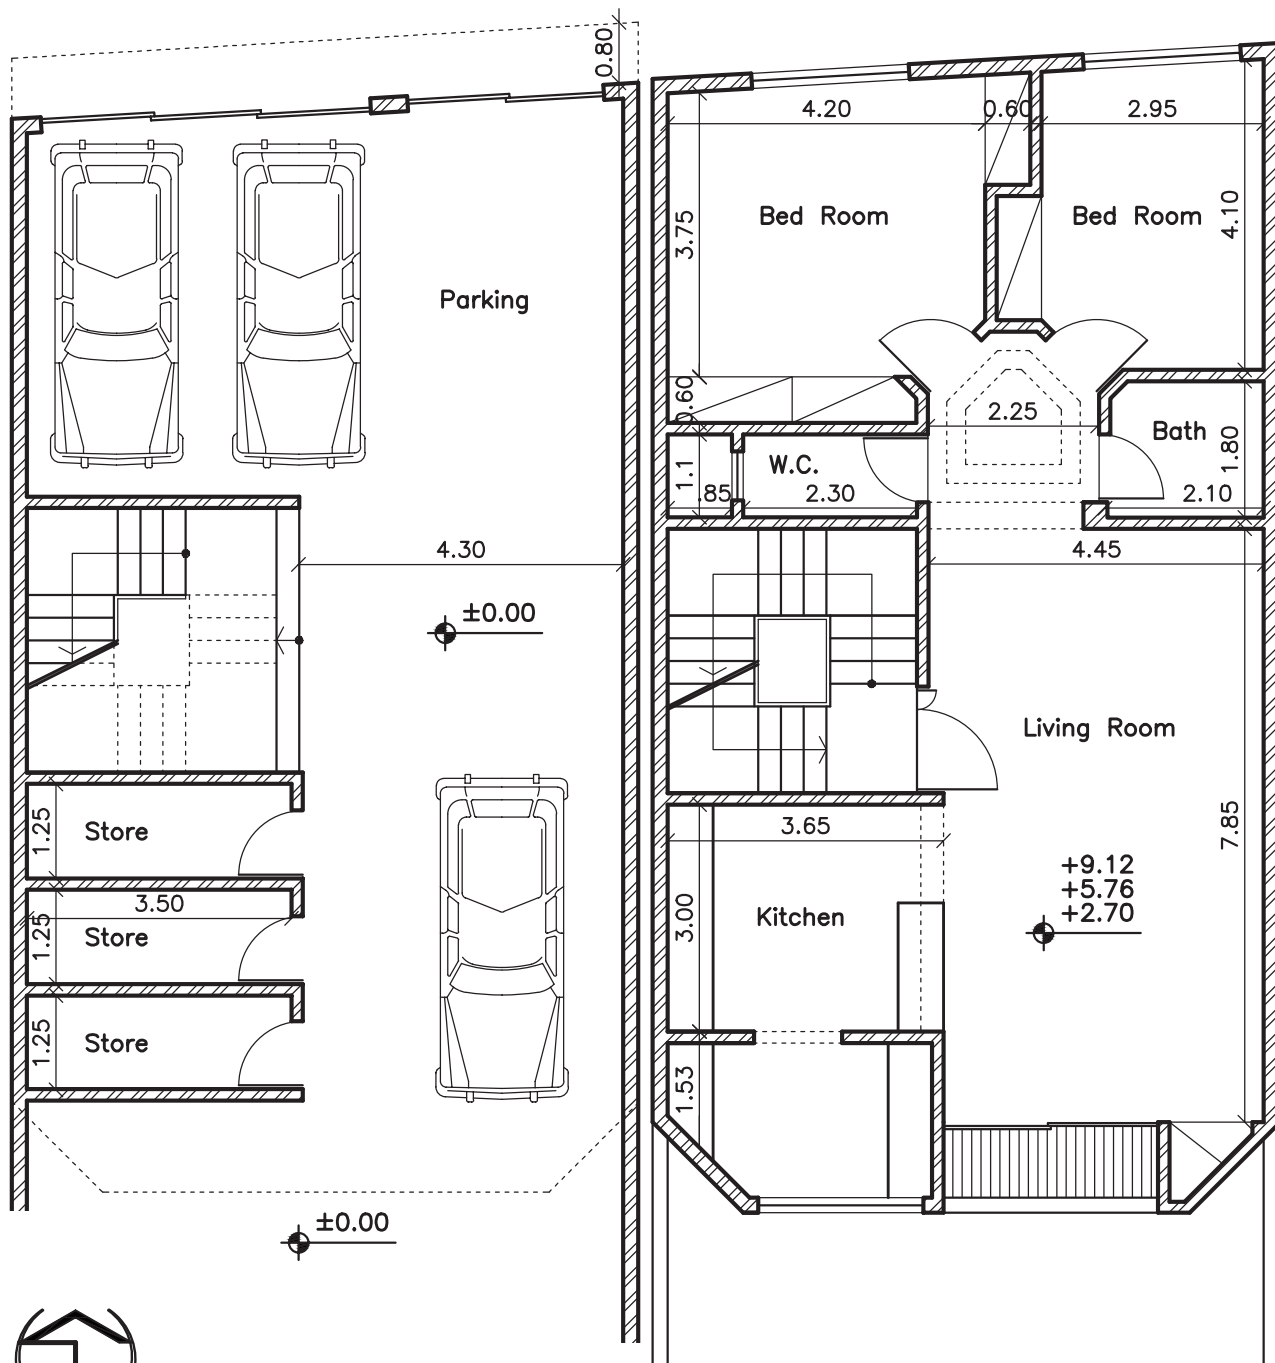 0.80
Parking
4.30
±0.00
1.25
Store
3.50
1.25
Store
1.25
Store
±0.00
4.20
0.60
2.95
3.75
Bed Room
Bed Room
4.10
0.60
2.25
Bath
1.80
1.1
W.C.
.85
2.30
2.10
4.45
Living Room
3.65
7.85
+9.12
+5.76
+2.70
3.00
Kitchen
1.53